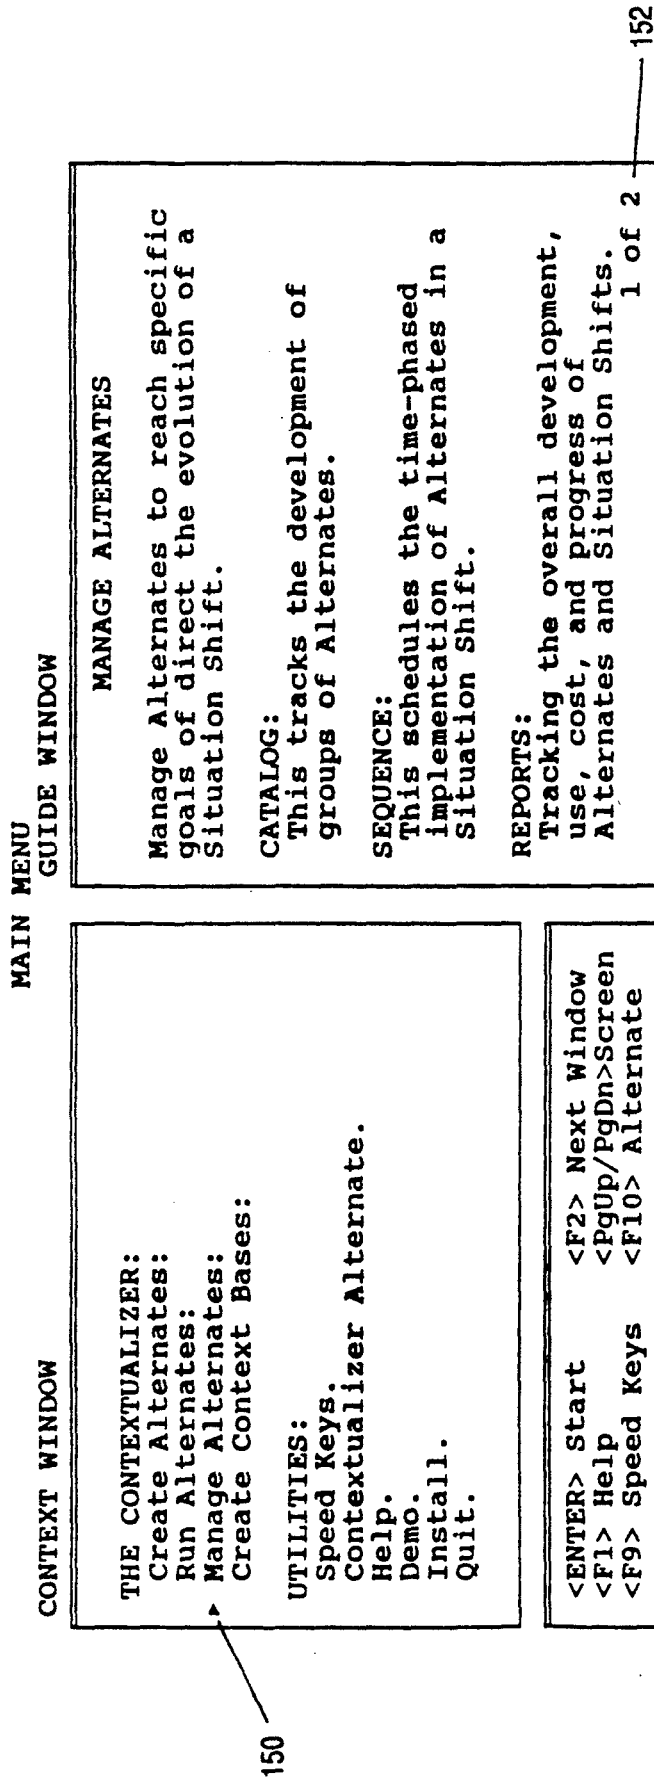 MAIN MENU
CONTEXT WINDOW
THE CONTEXTUALIZER:
Create Alternates:
Run Alternates:
▸ Manage Alternates:
Create Context Bases:
UTILITIES:
Speed Keys.
Contextualizer Alternate.
Help.
Demo.
Install.
Quit.
150
<ENTER> Start <F2> Next Window
<F1> Help <PgUp/PgDn>Screen
<F9> Speed Keys <F10> Alternate
GUIDE WINDOW
MANAGE ALTERNATES
Manage Alternates to reach specific
goals of direct the evolution of a
Situation Shift.
CATALOG:
This tracks the development of
groups of Alternates.
SEQUENCE:
This schedules the time-phased
implementation of Alternates in a
Situation Shift.
REPORTS:
Tracking the overall development,
use, cost, and progress of
Alternates and Situation Shifts.
1 of 2
152